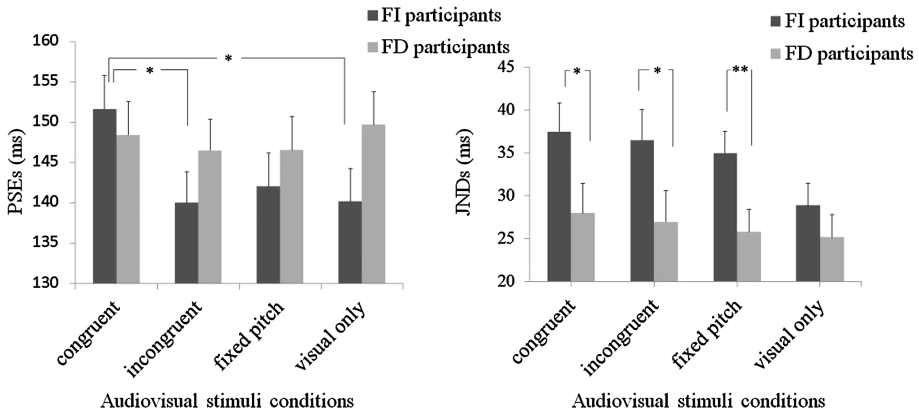 FI participants
FD participants
160
155
150
145
140
135
130
PSEs (ms)
*
*
congruent
incongruent
fixed pitch
visual only
Audiovisual stimuli conditions
FI participants
FD participants
45
40
35
30
25
20
JNDs (ms)
*
*
**
congruent
incongruent
fixed pitch
visual only
Audiovisual stimuli conditions